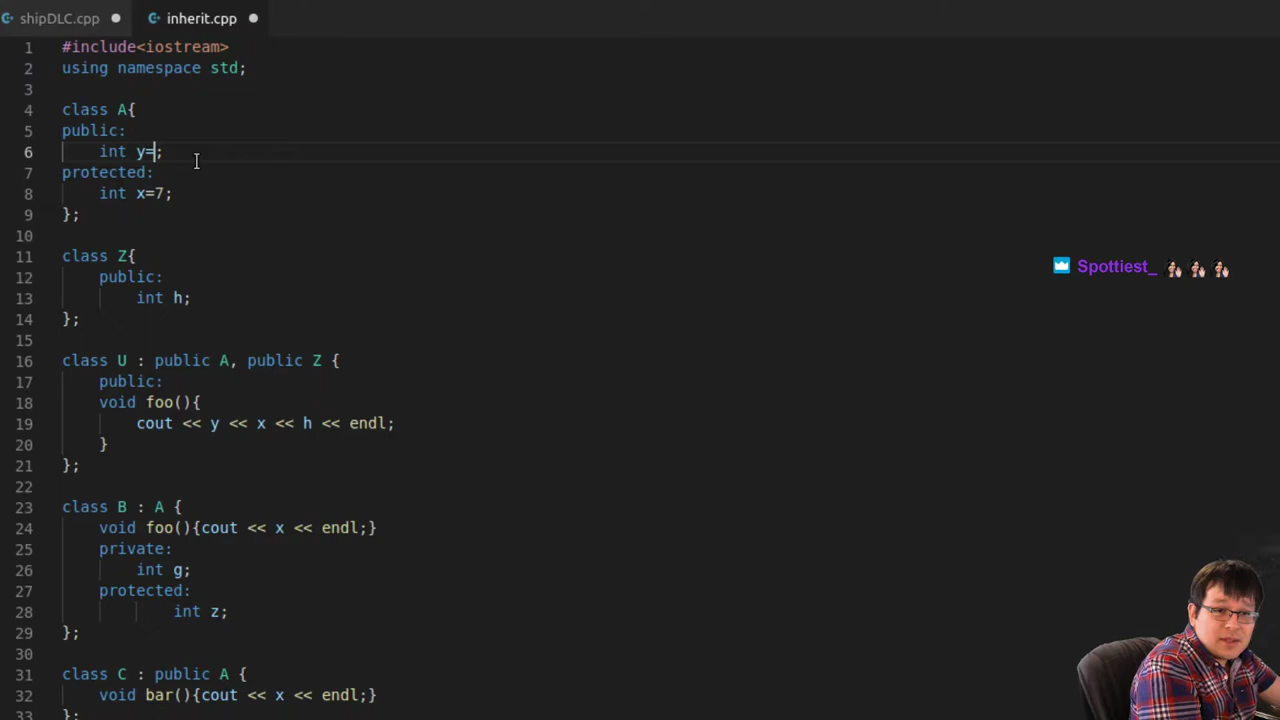 shipDLC.cpp inherit.cpp
1 #include<iostream>
2 using namespace std;
3
4 class A{
5 public:
6 int y=;
7 protected:
8 int x=7;
9 };
10
11 class Z{
12 public:
13 int h;
14 };
15
16 class U : public A, public Z {
17 public:
18 void foo(){
19 cout << y << x << h << endl;
20 }
21 };
22
23 class B : A {
24 void foo(){cout << x << endl;}
25 private:
26 int g;
27 protected:
28 int z;
29 };
30
31 class C : public A {
32 void bar(){cout << x << endl;}
33 };
Spottiest_